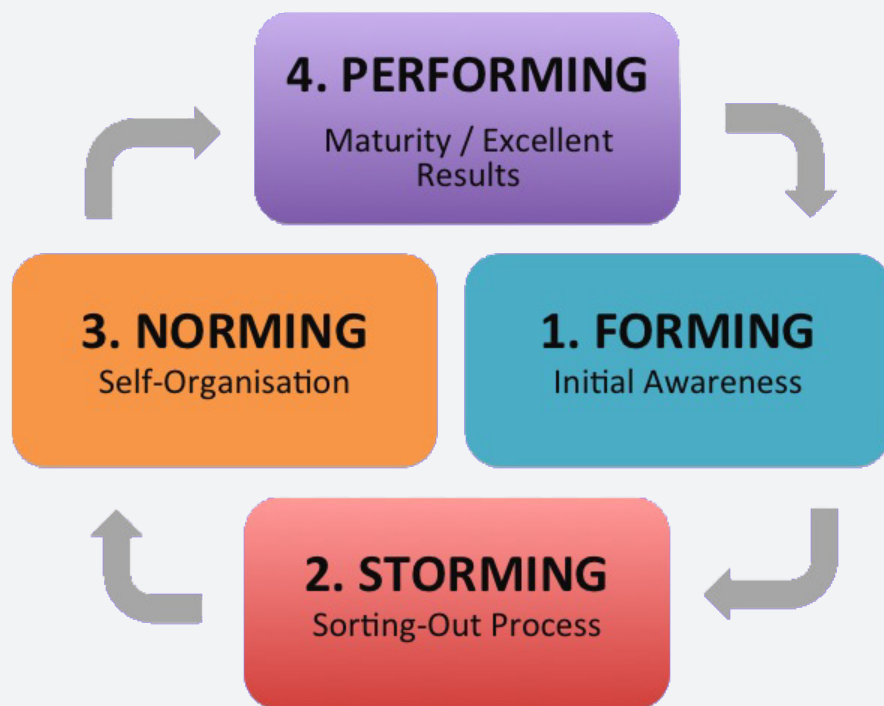 4. PERFORMING
Maturity / Excellent
Results
3. NORMING
Self-Organisation
1. FORMING
Initial Awareness
2. STORMING
Sorting-Out Process